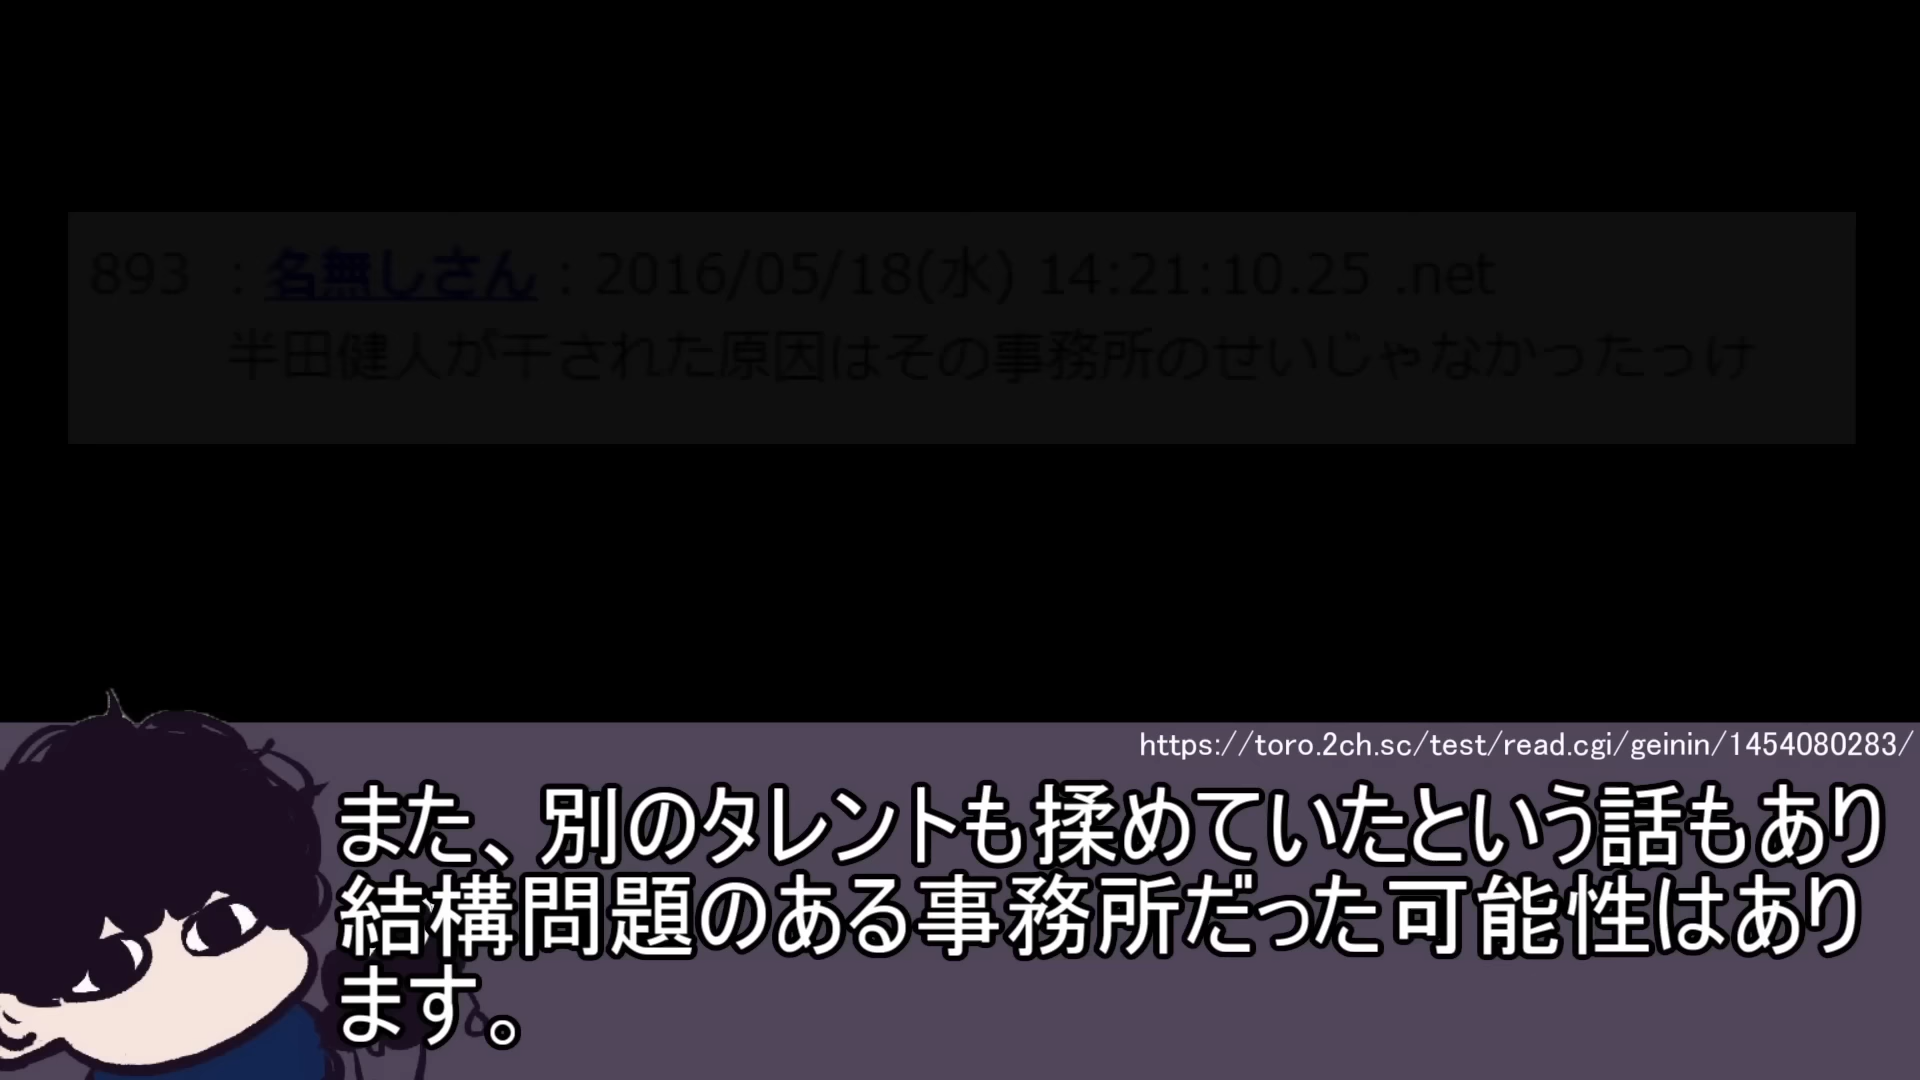 893 ：名無しさん：2016/05/18(水) 14:21:10.25 .net
半田健人が干された原因はその事務所のせいじゃなかったっけ
https://toro.2ch.sc/test/read.cgi/geinin/1454080283/
また、別のタレントも揉めていたという話もあり
結構問題のある事務所だった可能性はあり
ます。